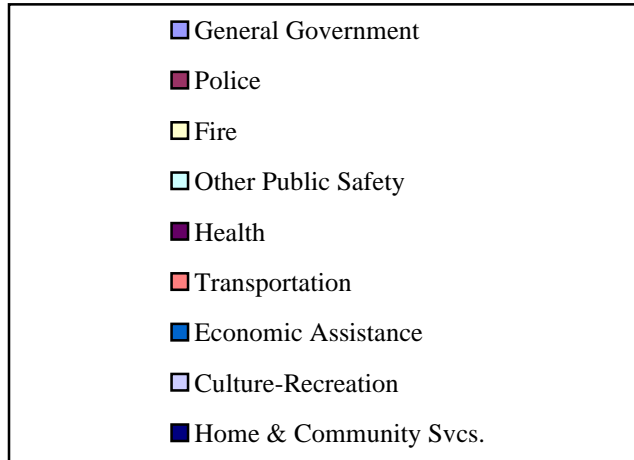 General Government
Police
Fire
Other Public Safety
Health
Transportation
Economic Assistance
Culture-Recreation
Home & Community Svcs.